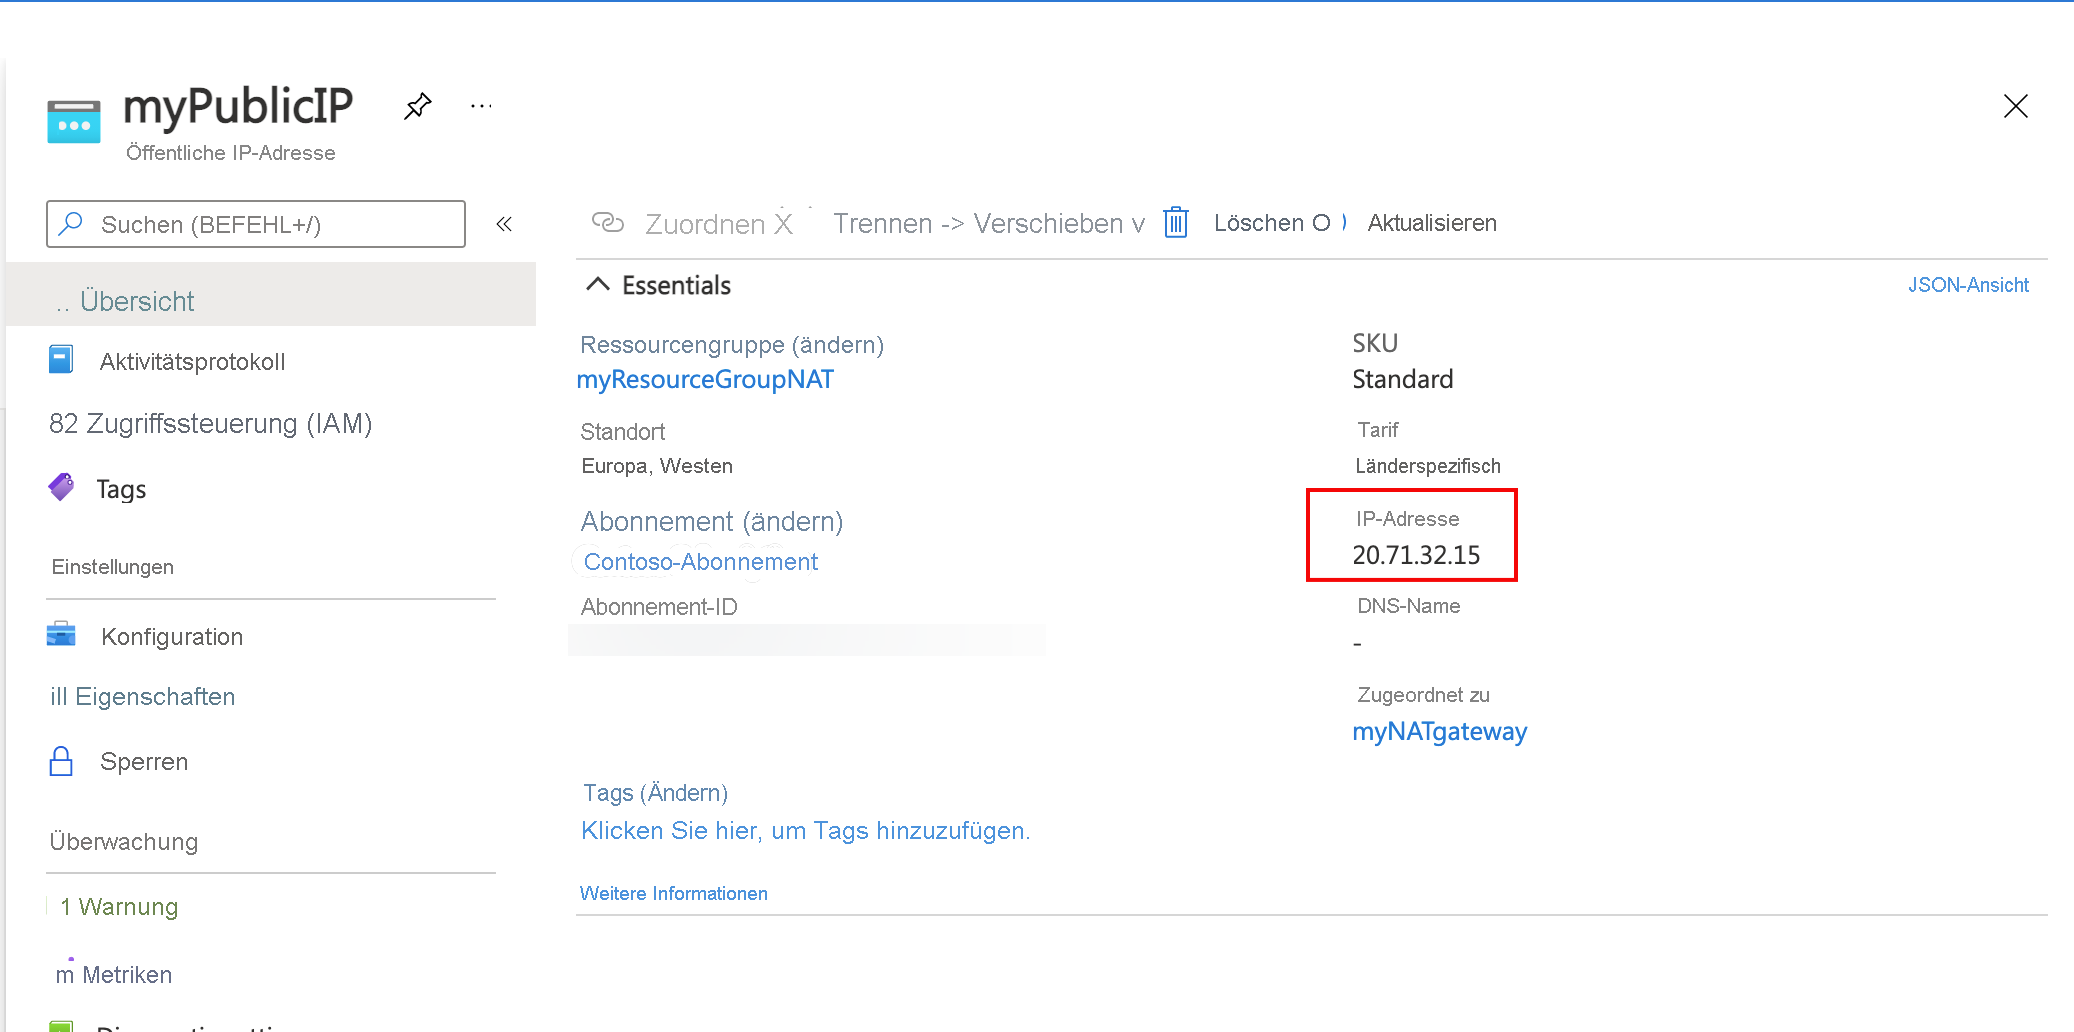 myPublicIP
...
Öffentliche IP-Adresse
Suchen (BEFEHL+/)
«
Zuordnen X Trennen -> Verschieben v Löschen O Aktualisieren
.. Übersicht
Aktivitätsprotokoll
82 Zugriffssteuerung (IAM)
Tags
Einstellungen
Konfiguration
ill Eigenschaften
Sperren
Überwachung
1 Warnung
m Metriken
Essentials
JSON-Ansicht
Ressourcengruppe (ändern)
myResourceGroupNAT
Standort
Europa, Westen
Abonnement (ändern)
Contoso-Abonnement
Abonnement-ID
SKU
Standard
Tarif
Länderspezifisch
IP-Adresse
20.71.32.15
DNS-Name
-
Zugeordnet zu
myNATgateway
Tags (Ändern)
Klicken Sie hier, um Tags hinzuzufügen.
Weitere Informationen